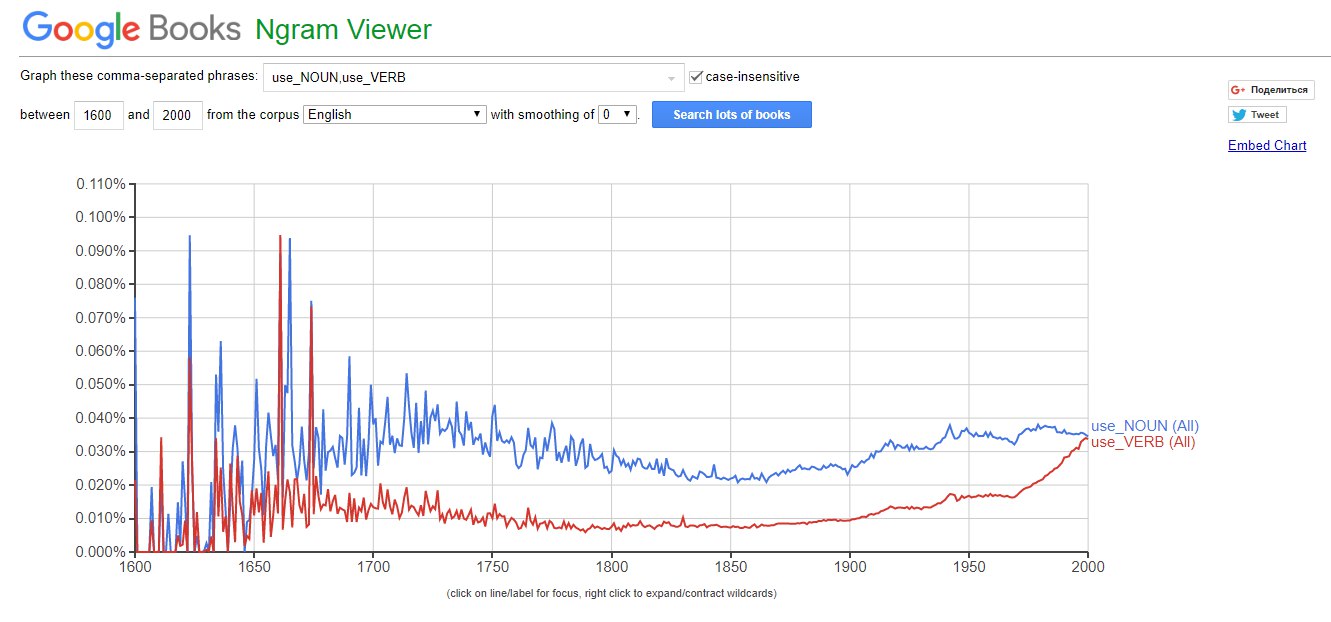 Google Books Ngram Viewer
Graph these comma-separated phrases: use_NOUN,use_VERB case-insensitive
between 1600 and 2000 from the corpus English with smoothing of 0 . Search lots of books
G+ Поделиться
Tweet
Embed Chart
0.110%
0.100%
0.090%
0.080%
0.070%
0.060%
0.050%
0.040%
0.030%
0.020%
0.010%
0.000%
use_NOUN (All)
use_VERB (All)
1600 1650 1700 1750 1800 1850 1900 1950 2000
(click on line/label for focus, right click to expand/contract wildcards)